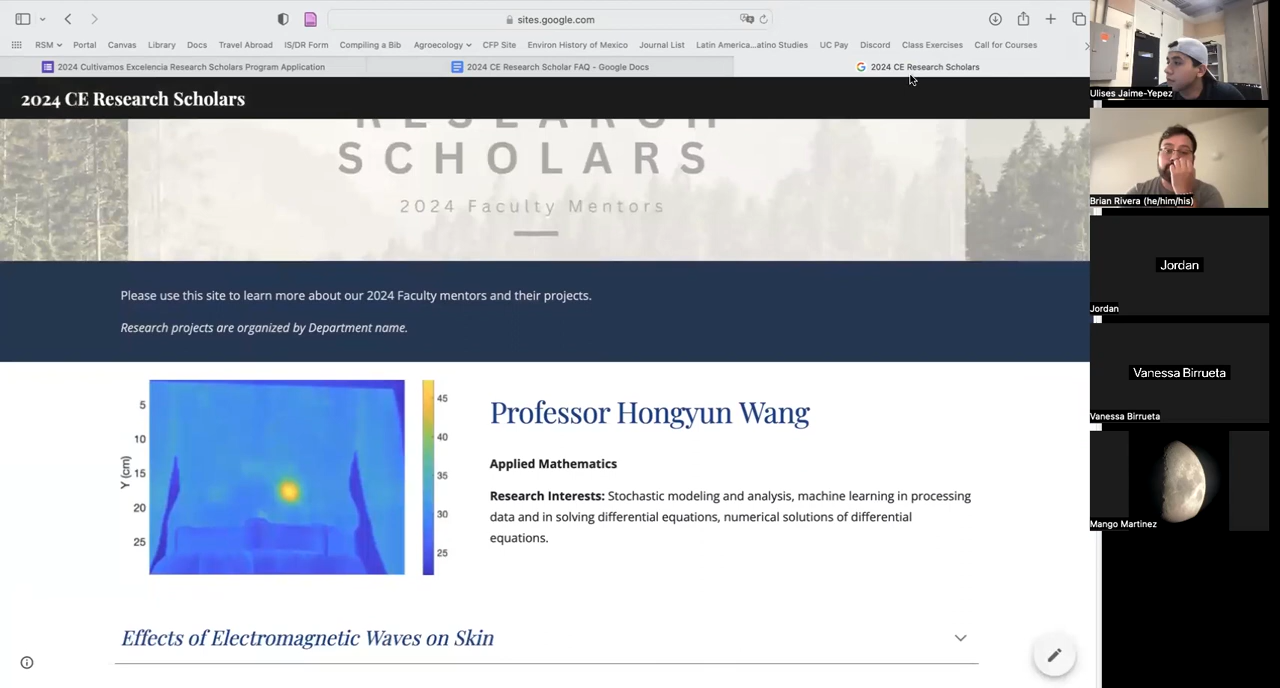 sites.google.com
RSM
Portal
Canvas
Library
Docs
Travel Abroad
IS/DR Form
Compiling a Bib
Agroecology
CFP Site
Environ History of Mexico
Journal List
Latin America...atino Studies
UC Pay
Discord
Class Exercises
Call for Courses
2024 Cultivamos Excelencia Research Scholars Program Application
2024 CE Research Scholar FAQ - Google Docs
2024 CE Research Scholars
2024 CE Research Scholars
RESEARCH
SCHOLARS
2024 Faculty Mentors
Please use this site to learn more about our 2024 Faculty mentors and their projects.
Research projects are organized by Department name.
Y (cm)
5
10
15
20
25
45
40
35
30
25
Professor Hongyun Wang
Applied Mathematics
Research Interests: Stochastic modeling and analysis, machine learning in processing
data and in solving differential equations, numerical solutions of differential
equations.
Effects of Electromagnetic Waves on Skin
Ulises Jaime-Yepez
Brian Rivera (he/him/his)
Jordan
Jordan
Vanessa Birrueta
Vanessa Birrueta
Mango Martinez